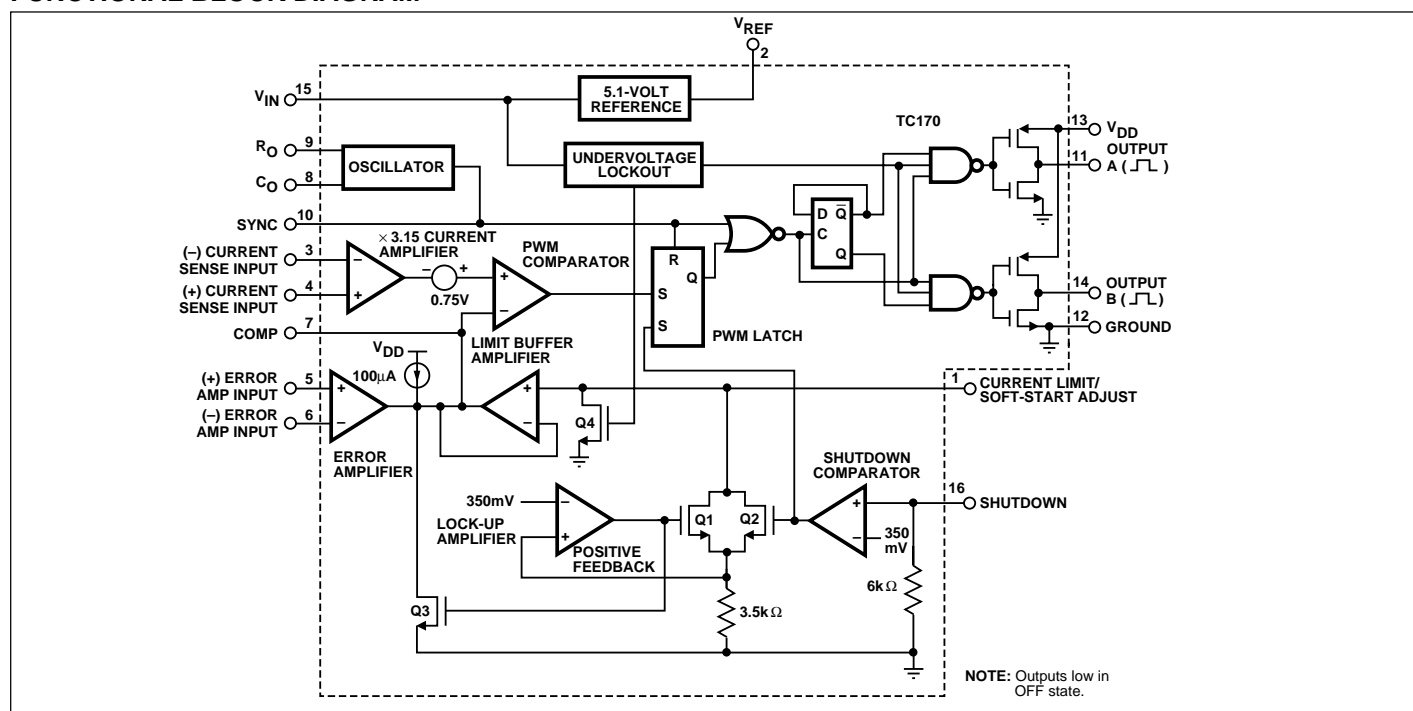 FUNCTIONAL BLOCK DIAGRAM
VREF
2
VIN
15
5.1-VOLT
REFERENCE
TC170
13
VDD
RO
9
OSCILLATOR
UNDERVOLTAGE
LOCKOUT
OUTPUT
11
A ( )
CO
8
SYNC
10
D
Q
C
Q
(–) CURRENT
SENSE INPUT
3
× 3.15 CURRENT
AMPLIFIER
–
+
PWM
COMPARATOR
R
Q
(+) CURRENT
SENSE INPUT
4
– +
0.75V
+
–
S
S
PWM LATCH
OUTPUT
14
B ( )
12
GROUND
COMP
7
LIMIT BUFFER
AMPLIFIER
VDD
100µA
(+) ERROR
AMP INPUT
5
+
–
(–) ERROR
AMP INPUT
6
ERROR
AMPLIFIER
+
–
Q4
1
CURRENT LIMIT/
SOFT-START ADJUST
SHUTDOWN
COMPARATOR
16
SHUTDOWN
350mV
–
+
LOCK-UP
AMPLIFIER
POSITIVE
FEEDBACK
Q1
Q2
+
–
350
mV
6kΩ
Q3
3.5kΩ
NOTE: Outputs low in
OFF state.